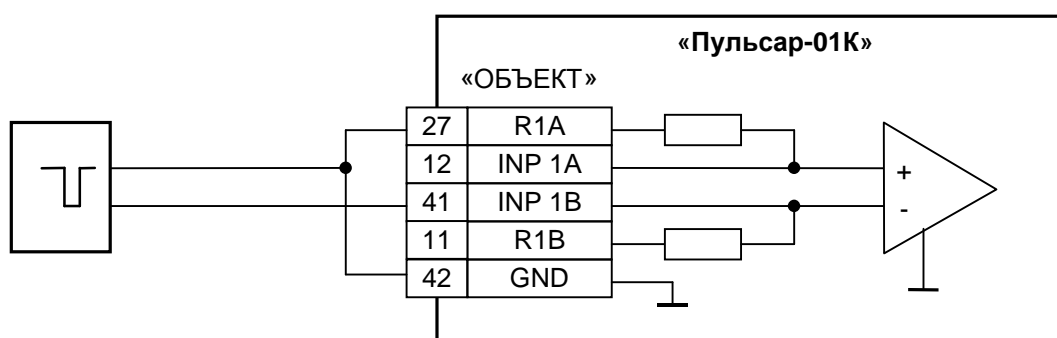 «Пульсар-01К»
«ОБЪЕКТ»
27 R1A
12 INP 1A
41 INP 1B
11 R1B
42 GND
+
-